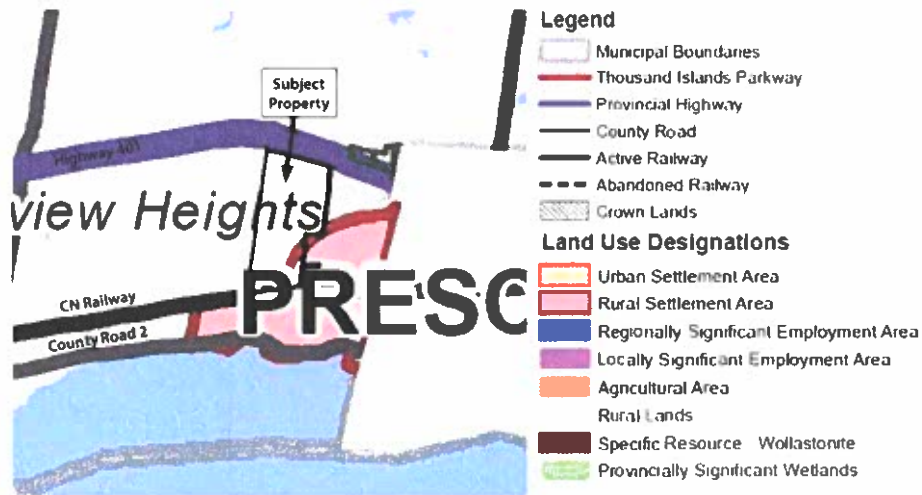 Subject
Property
Highway 401
view Heights
PRESC
CN Railway
County Road 2
Legend
Municipal Boundaries
Thousand Islands Parkway
Provincial Highway
County Road
Active Railway
Abandoned Railway
Crown Lands
Land Use Designations
Urban Settlement Area
Rural Settlement Area
Regionally Significant Employment Area
Locally Significant Employment Area
Agricultural Area
Rural Lands
Specific Resource Wollastonite
Provincially Significant Wetlands